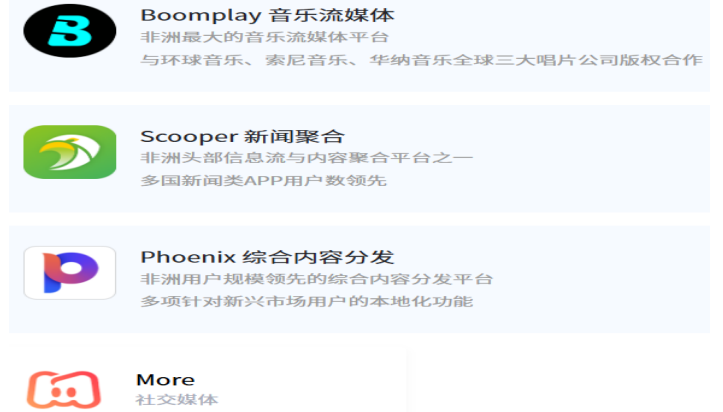 Boomplay 音乐流媒体
非洲最大的音乐流媒体平台
与环球音乐、索尼音乐、华纳音乐全球三大唱片公司版权合作
Scooper 新闻聚合
非洲头部信息流与内容聚合平台之一
多国新闻类APP用户数领先
Phoenix 综合内容分发
非洲用户规模领先的综合内容分发平台
多项针对新兴市场用户的本地化功能
More
社交媒体